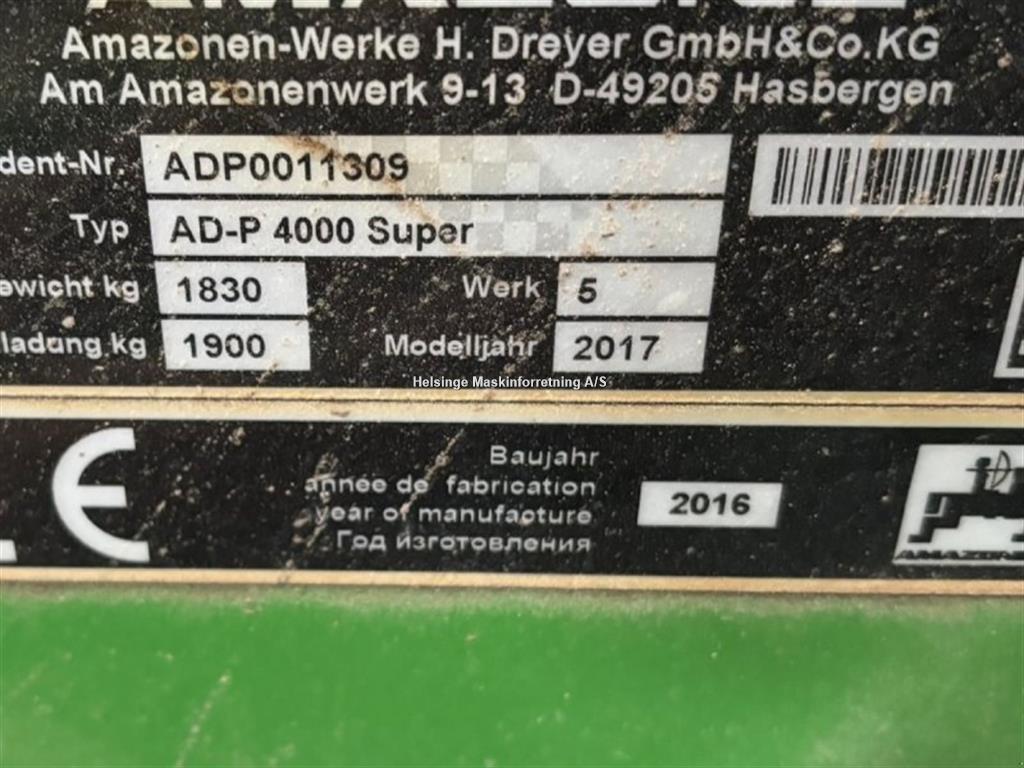 Amazonen-Werke H. Dreyer GmbH&Co.KG
Am Amazonenwerk 9-13 D-49205 Hasbergen
dent-Nr. ADP0011309
Typ AD-P 4000 Super
ewicht kg 1830 Werk 5
ladung kg 1900 Modelljahr 2017
Helsinge Maskinforretning A/S
CE
Baujahr
année de fabrication
year of manufacture 2016
Год изготовления
AMAZONE